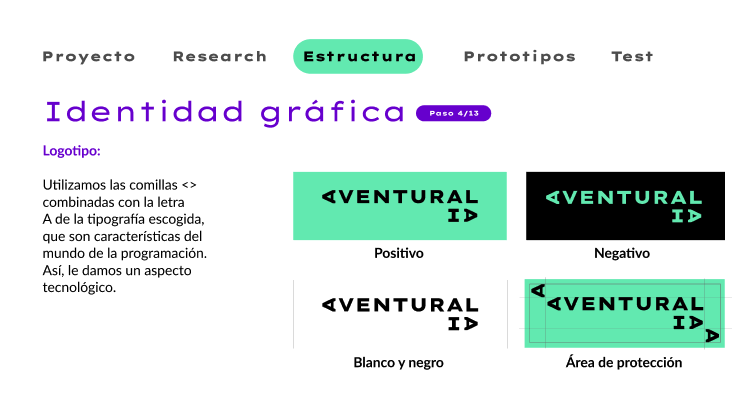 Proyecto Research Estructura Prototipos Test
Identidad gráfica Paso 4/13
Logotipo:
Utilizamos las comillas <>
combinadas con la letra
A de la tipografía escogida,
que son características del
mundo de la programación.
Así, le damos un aspecto
tecnológico.
AVENTURAL
IA
Positivo
AVENTURAL
IA
Negativo
AVENTURAL
IA
Blanco y negro
A
AVENTURAL
IA
A
Área de protección